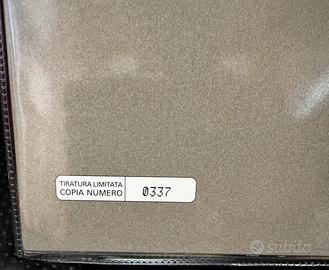 TIRATURA LIMITATA
COPIA NUMERO 0337
subito